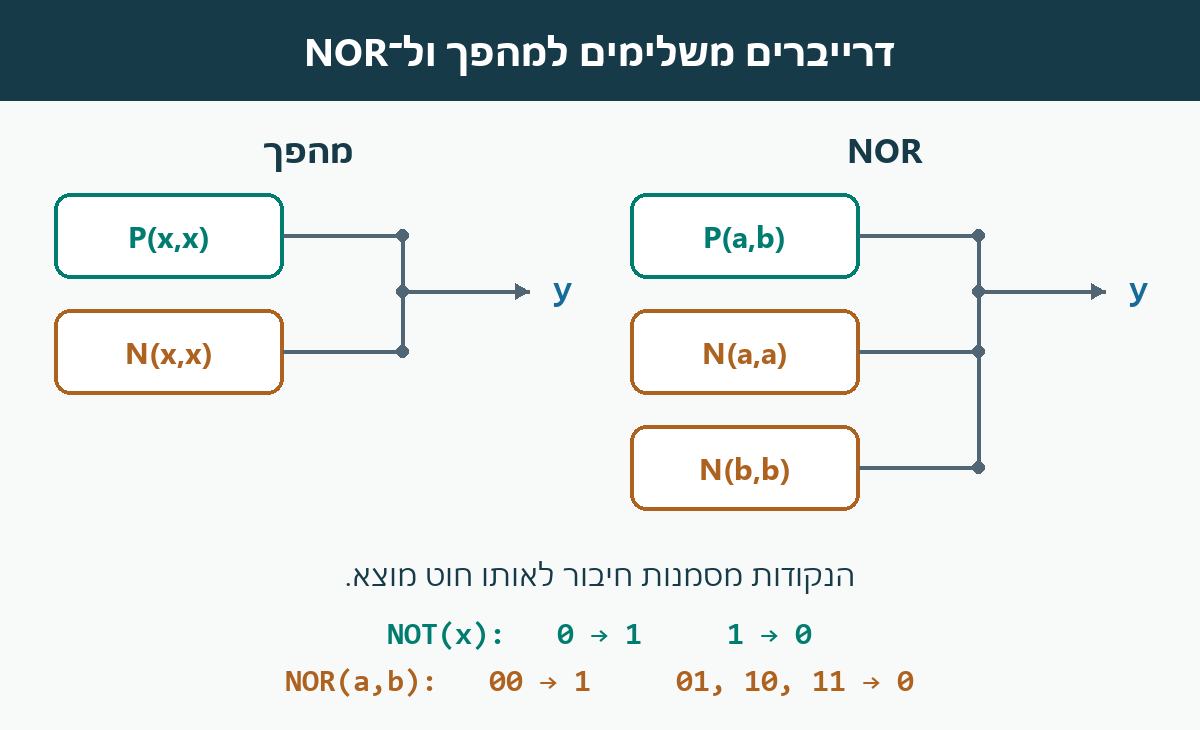 דרייברים משלימים למהפך ול־NOR
מהפך
P(x,x)
N(x,x)
y
NOR
P(a,b)
N(a,a)
N(b,b)
y
הנקודות מסמנות חיבור לאותו חוט מוצא.
NOT(x): 0 → 1 1 → 0
NOR(a,b): 00 → 1 01, 10, 11 → 0